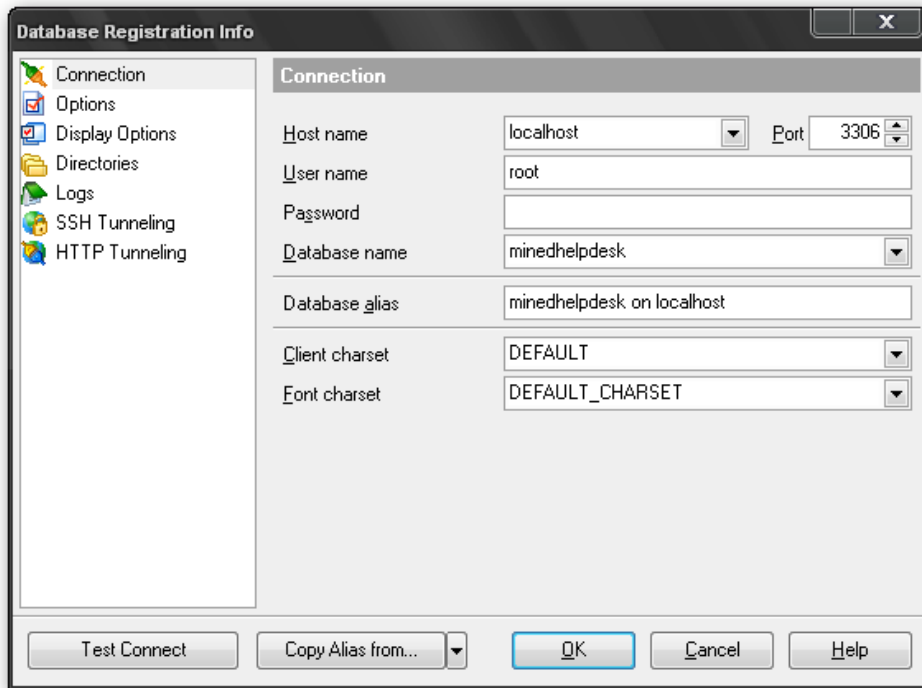 Database Registration Info
Connection
Options
Display Options
Directories
Logs
SSH Tunneling
HTTP Tunneling
Connection
Host name localhost Port 3306
User name root
Password
Database name minedhelpdesk
Database alias minedhelpdesk on localhost
Client charset DEFAULT
Font charset DEFAULT_CHARSET
Test Connect Copy Alias from... OK Cancel Help